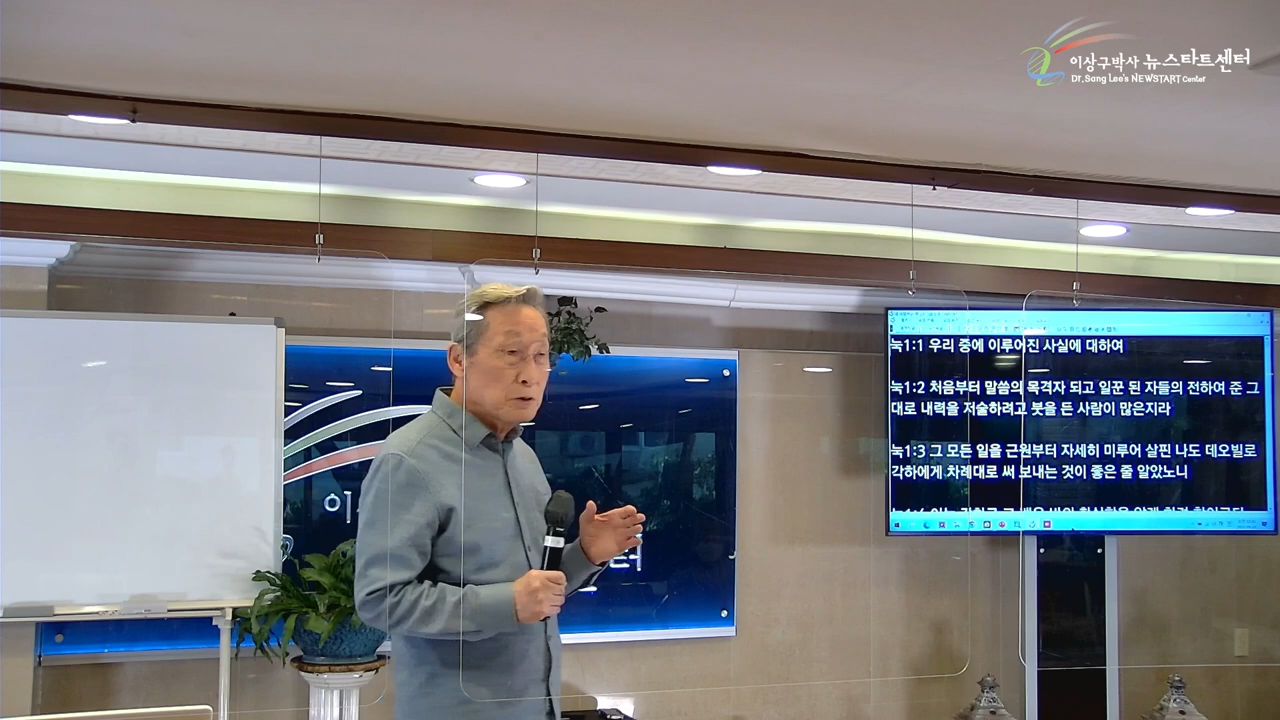 이상구박사 뉴스타트센터
Dr. Sang Lee's NEWSTART Center
눅1:1 우리 중에 이루어진 사실에 대하여
눅1:2 처음부터 말씀의 목격자 되고 일꾼 된 자들의 전하여 준 그
대로 내력을 저술하려고 붓을 든 사람이 많은지라
눅1:3 그 모든 일을 근원부터 자세히 미루어 살핀 나도 데오빌로
각하에게 차례대로 써 보내는 것이 좋은 줄 알았노니